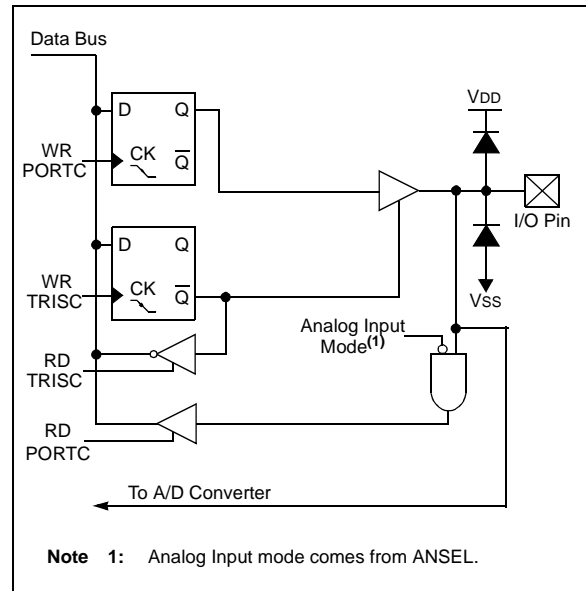 Data Bus
D Q
WR
PORTC
CK
Q
VDD
I/O Pin
VSS
D Q
WR
TRISC
CK
Q
Analog Input
Mode(1)
RD
TRISC
RD
PORTC
To A/D Converter
Note 1: Analog Input mode comes from ANSEL.